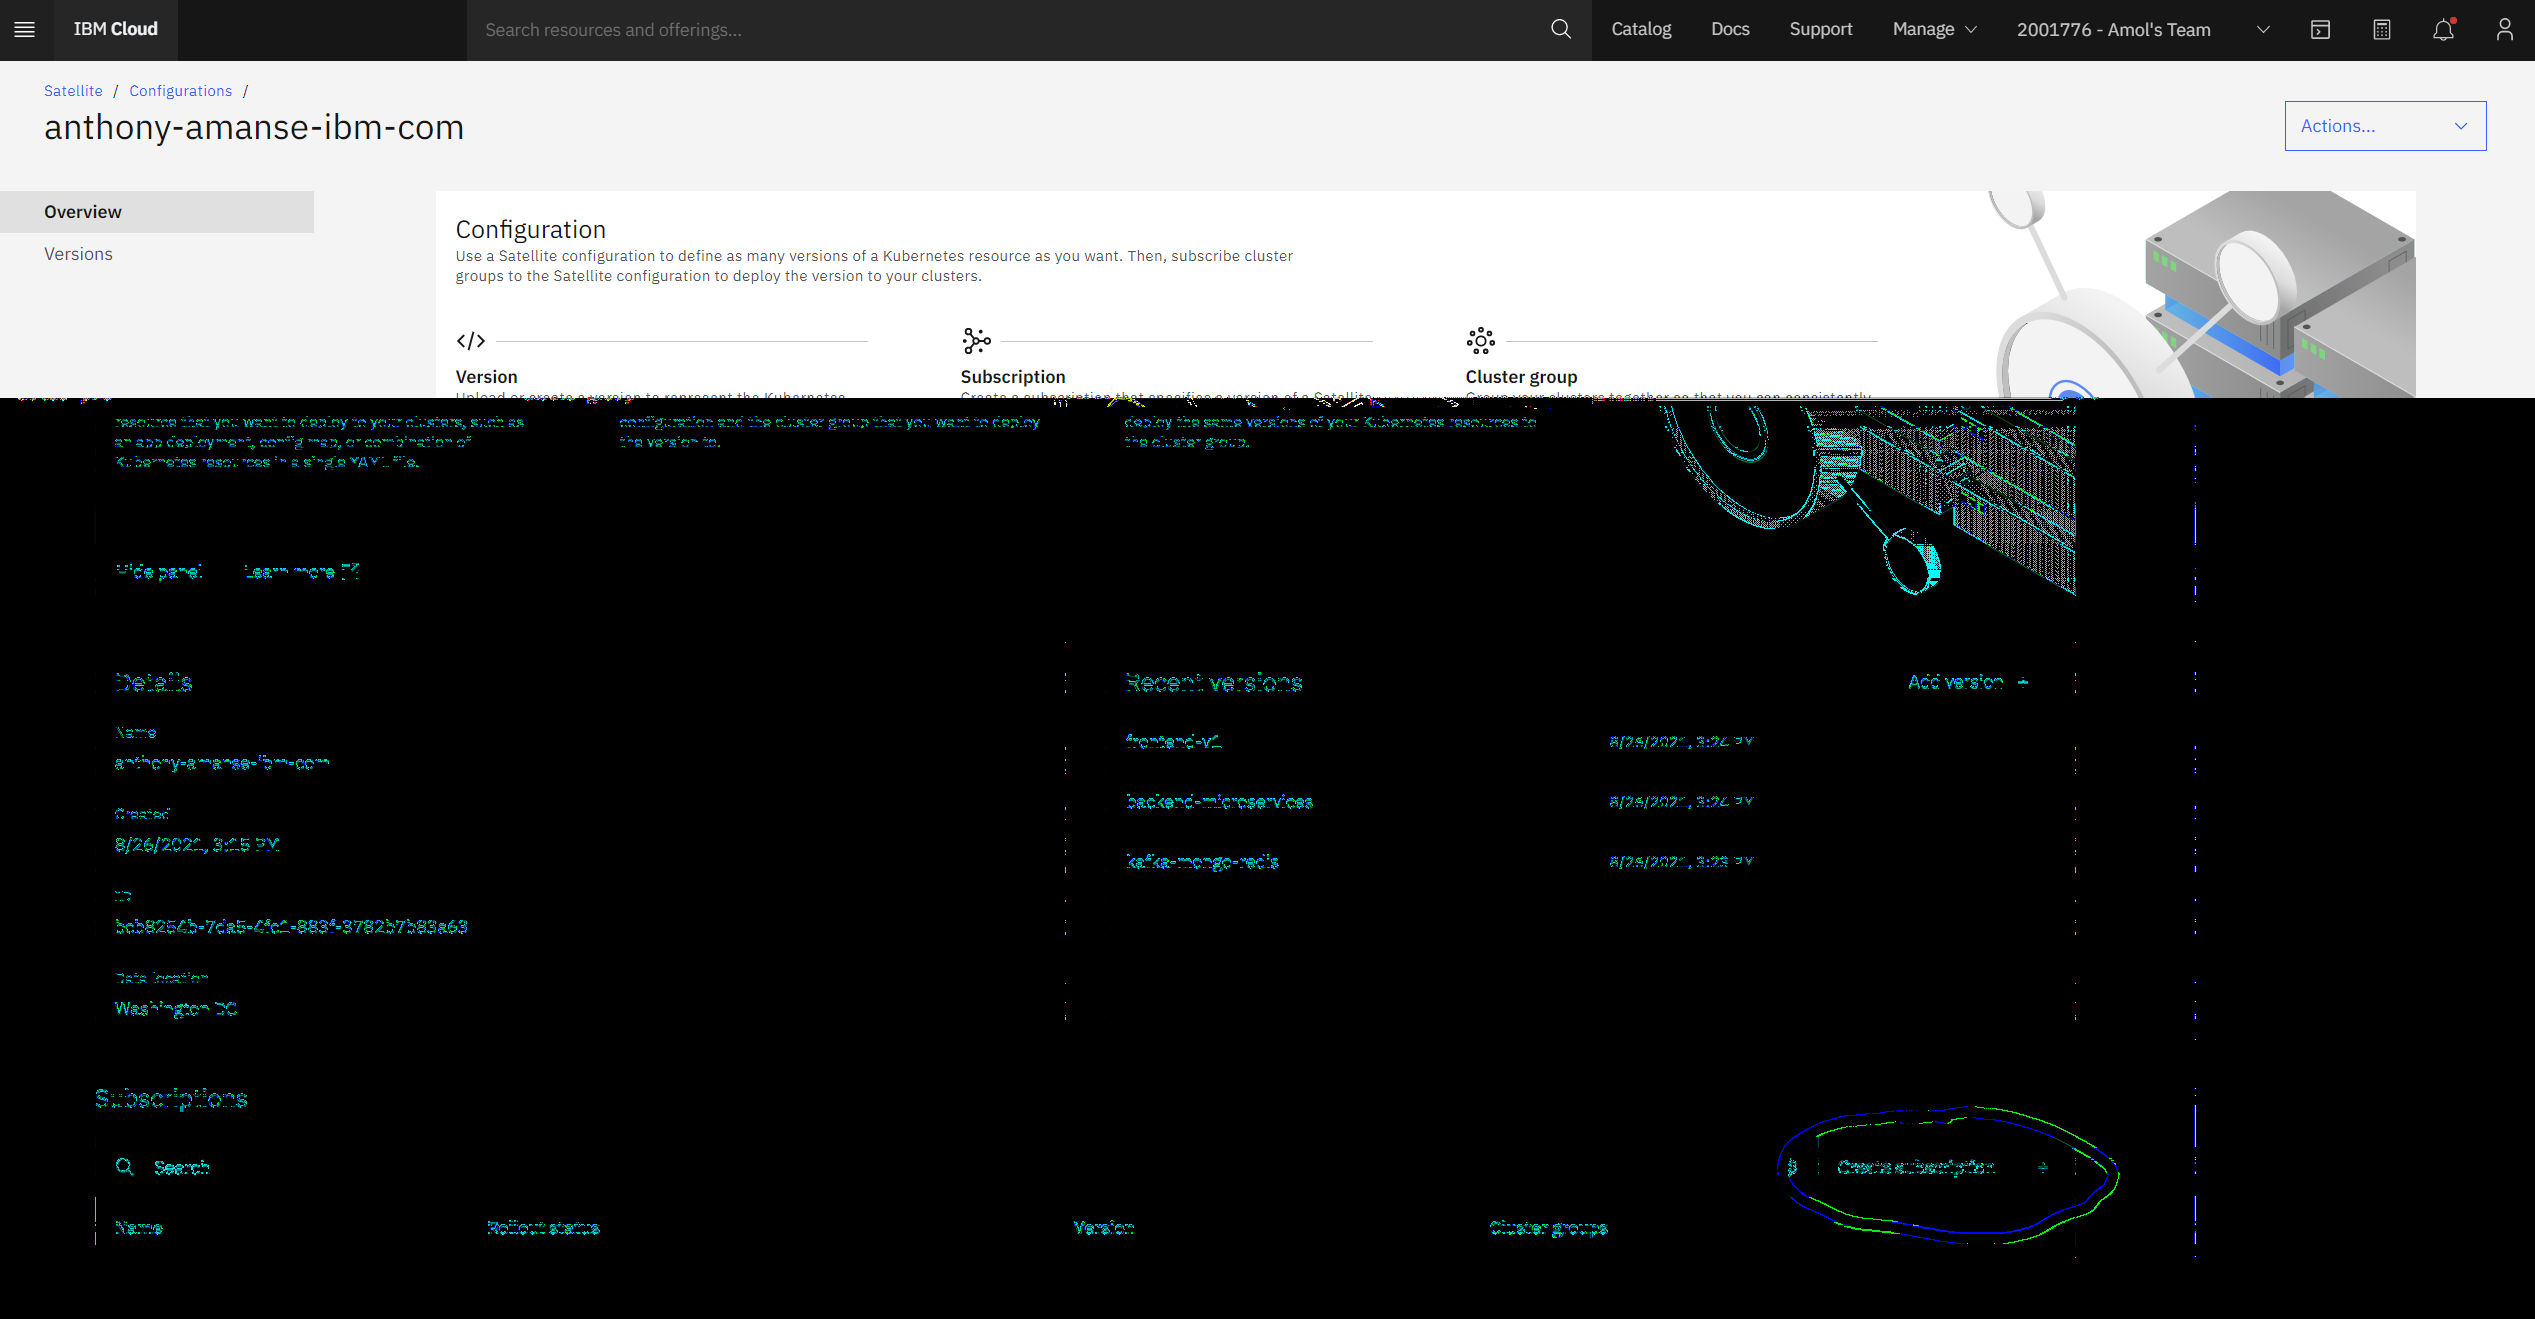 IBM Cloud
Search resources and offerings...
Catalog
Docs
Support
Manage
2001776 - Amol's Team
Satellite / Configurations /
anthony-amanse-ibm-com
Actions...
Overview
Versions
Configuration
Use a Satellite configuration to define as many versions of a Kubernetes resource as you want. Then, subscribe cluster
groups to the Satellite configuration to deploy the version to your clusters.
Version
Upload or create a version to represent the Kubernetes
resource that you want to deploy to your clusters, such as
an app deployment, config map, or combination of
Kubernetes resources in a single YAML file.
Subscription
Create a subscription that specifies a version of a Satellite
configuration and the cluster group that you want to deploy
the version to.
Cluster group
Group your clusters together so that you can consistently
deploy the same versions of your Kubernetes resources to
the cluster group.
Hide panel
Learn more
Details
Name
anthony-amanse-ibm-com
Created
8/26/2021, 3:15 PM
ID
Data location
Washington DC
Recent versions
Add version +
frontend-v1 8/26/2021, 3:24 PM
backend-microservices 8/26/2021, 3:24 PM
kafka-mongo-redis 8/26/2021, 3:23 PM
Subscriptions
Search
Create subscription +
Name
Rollout status
Version
Cluster groups